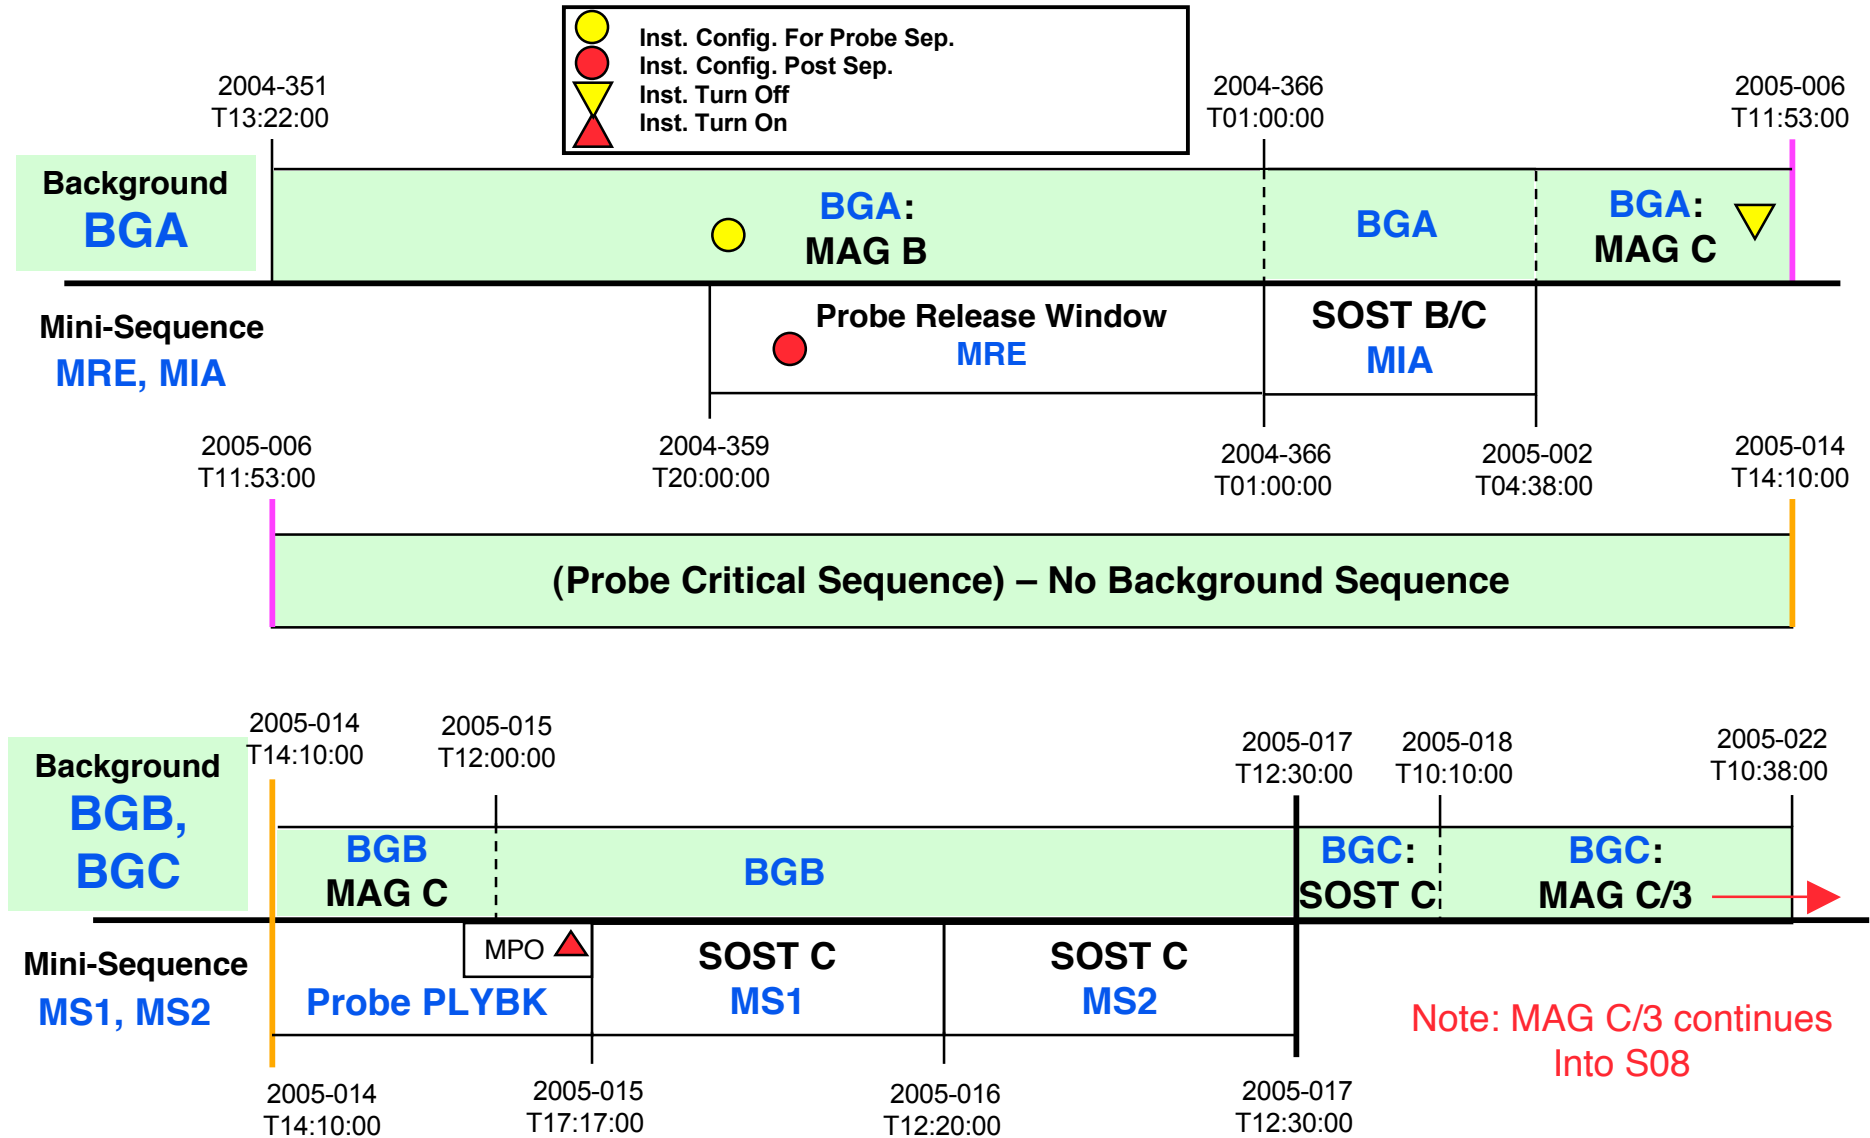 Inst. Config. For Probe Sep.
Inst. Config. Post Sep.
Inst. Turn Off
Inst. Turn On
2004-351
T13:22:00
2004-366
T01:00:00
2005-006
T11:53:00
Background
BGA
BGA:
MAG B
BGA
BGA:
MAG C
Mini-Sequence
MRE, MIA
Probe Release Window
MRE
SOST B/C
MIA
2005-006
T11:53:00
2004-359
T20:00:00
2004-366
T01:00:00
2005-002
T04:38:00
2005-014
T14:10:00
(Probe Critical Sequence) – No Background Sequence
2005-014
T14:10:00
2005-015
T12:00:00
2005-017
T12:30:00
2005-018
T10:10:00
2005-022
T10:38:00
Background
BGB,
BGC
BGB
MAG C
BGB
BGC:
SOST C
BGC:
MAG C/3
Mini-Sequence
MS1, MS2
MPO
Probe PLYBK
SOST C
MS1
SOST C
MS2
Note: MAG C/3 continues
Into S08
2005-014
T14:10:00
2005-015
T17:17:00
2005-016
T12:20:00
2005-017
T12:30:00